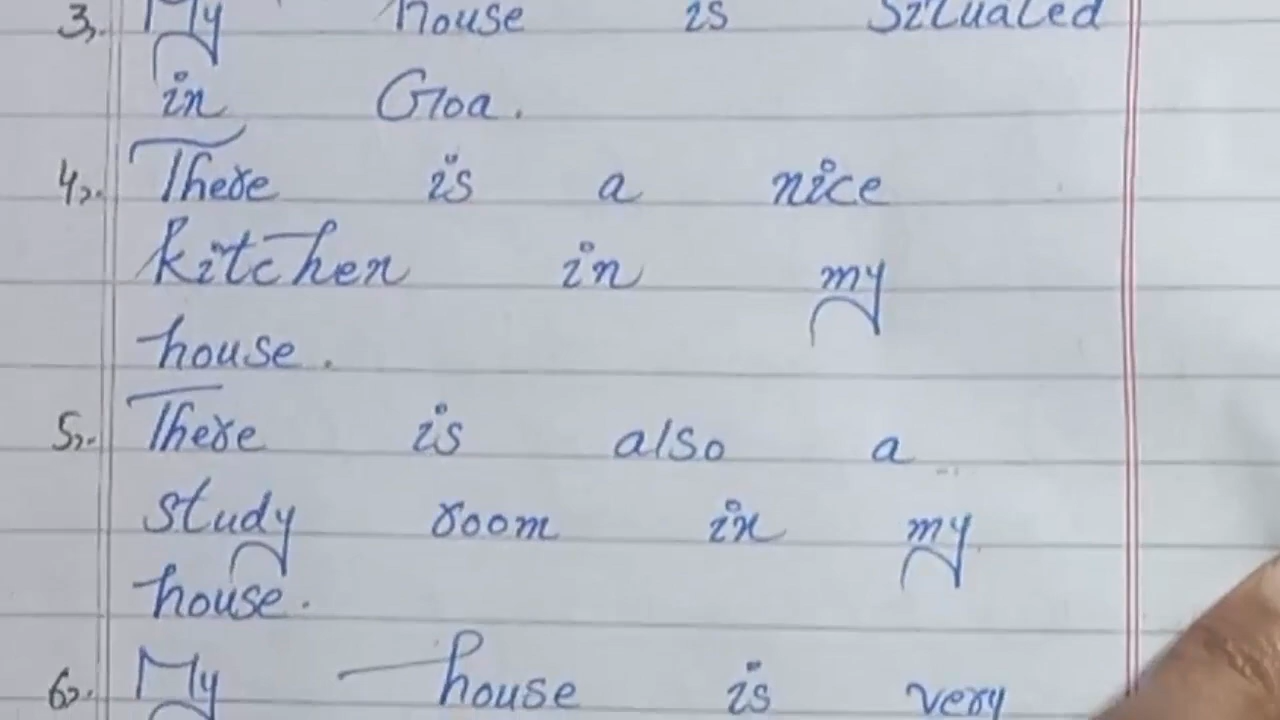 3). My house is situated
in Goa.
4). There is a nice
kitchen in my
house.
5). There is also a
study room in my
house.
6). My house is very